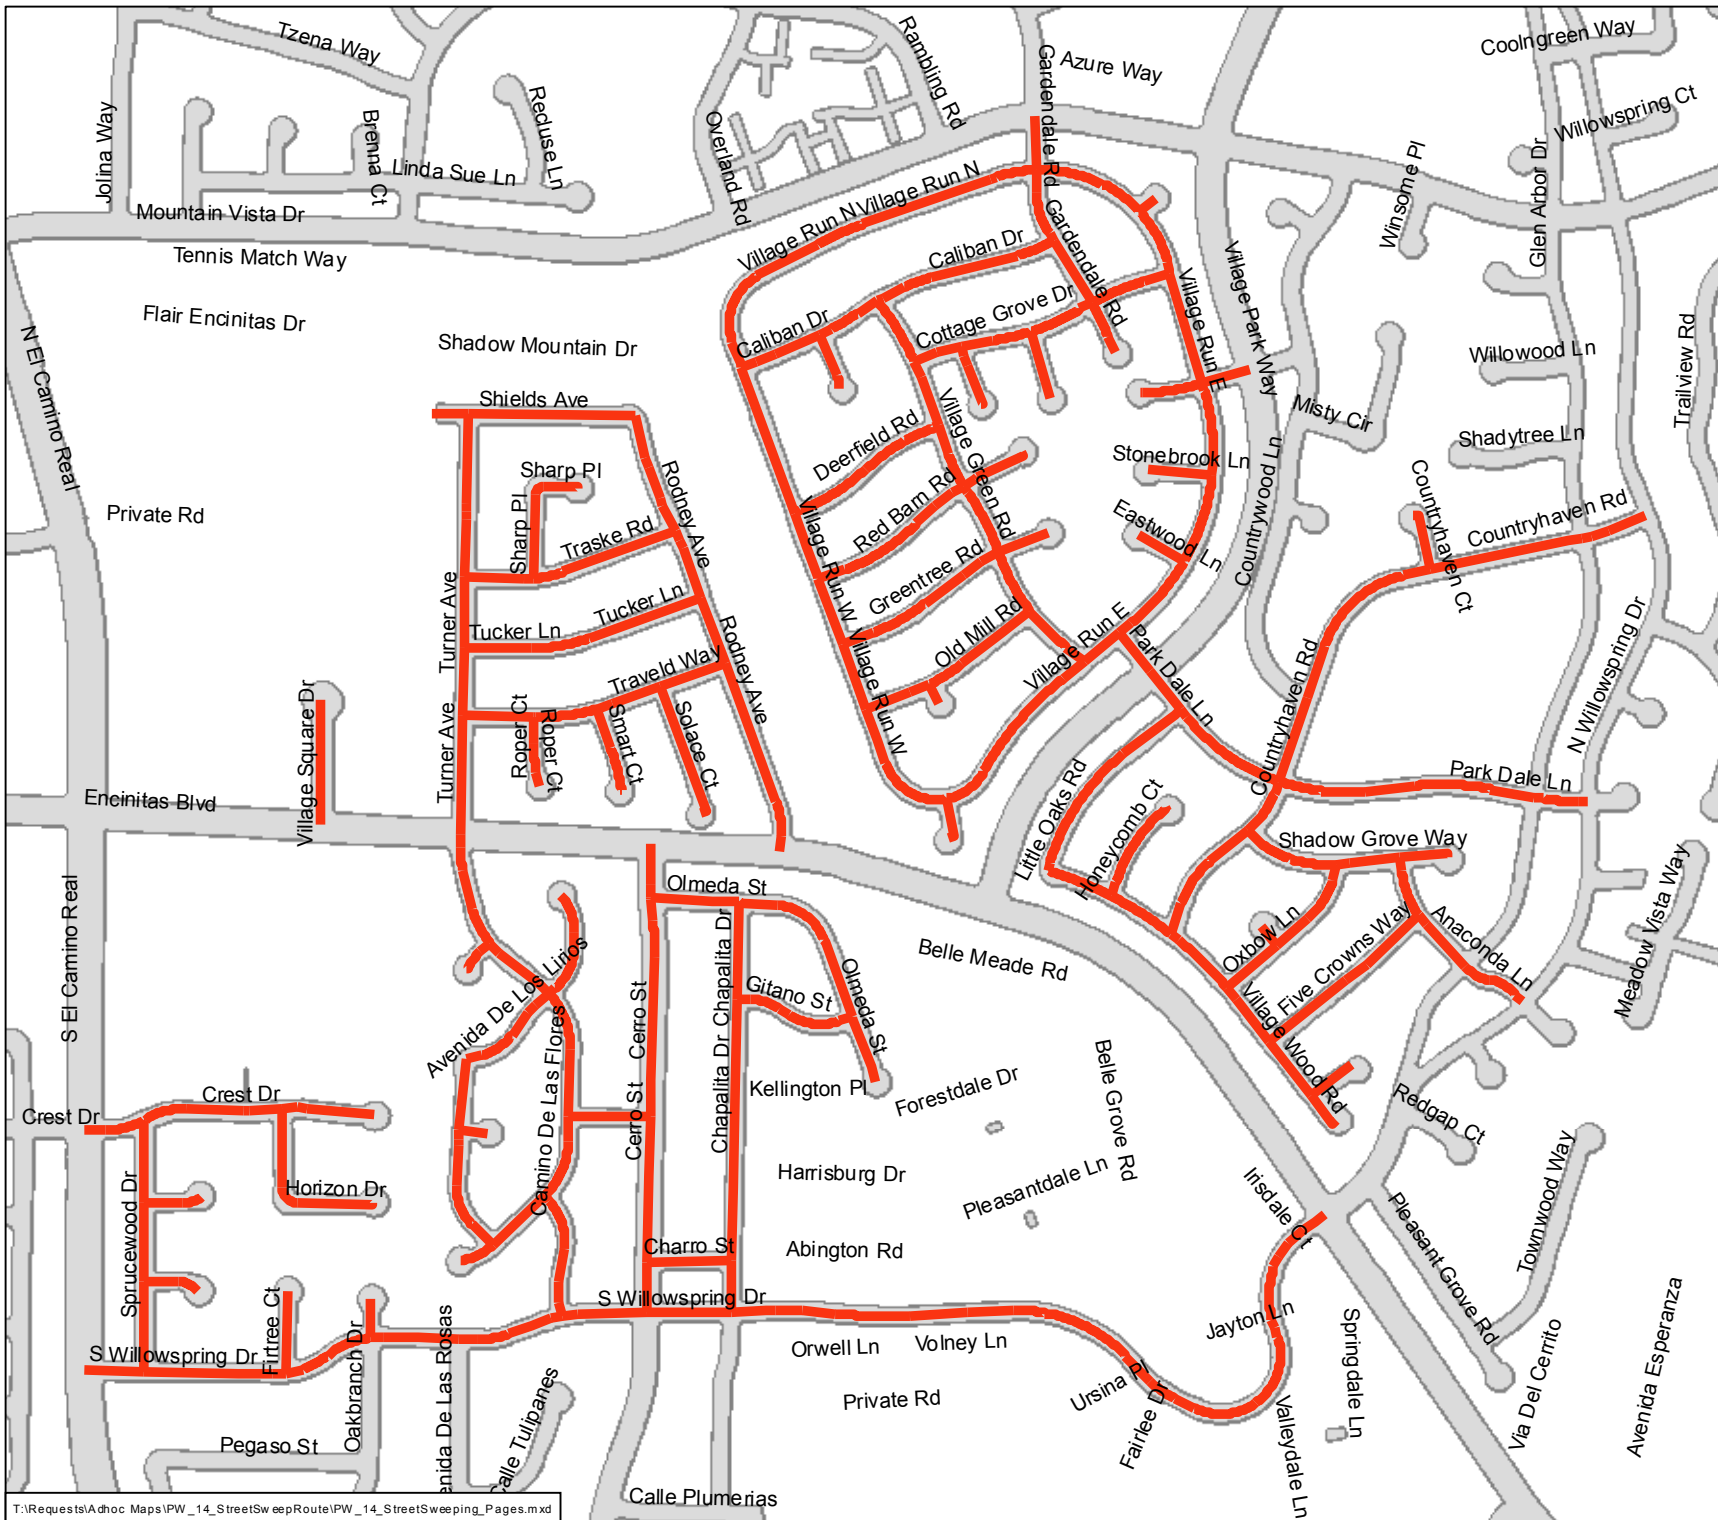 Tzena Way
Rambling Rd
Gardendale Rd
Azure Way
Coolngreen Way
Jolina Way
Brenna Ct
Recluse Ln
Overland Rd
Willowspring Ct
Linda Sue Ln
Winsome Pl
Glen Arbor Dr
Mountain Vista Dr
Tennis Match Way
Village Run N
Village Run N
Caliban Dr
Gardendale Rd
Village Park Way
Flair Encinitas Dr
Shadow Mountain Dr
Caliban Dr
Cottage Grove Dr
Village Run E
Willowood Ln
Trailview Rd
N El Camino Real
Shields Ave
Misty Cir
Shadytree Ln
Sharp Pl
Sharp Pl
Rodney Ave
Deerfield Rd
Village Green Rd
Stonebrook Ln
Countrywood Ln
Countryhaven Ct
Countryhaven Rd
Private Rd
Traske Rd
Village Run W
Red Barn Rd
Eastwood Ln
Turner Ave
Tucker Ln
Tucker Ln
Greentree Rd
Old Mill Rd
Village Run E
Park Dale Ln
Countryhaven Rd
N Willowspring Dr
Traveld Way
Rodney Ave
Village Run W
Village Square Dr
Turner Ave
Roper Ct
Roper Ct
Smart Ct
Solace Ct
Encinitas Blvd
Little Oaks Rd
Honeycomb Ct
Park Dale Ln
Shadow Grove Way
Olmeda St
Meadow Vista Way
S El Camino Real
Avenida De Los Lirios
Cerro St
Chapalita Dr
Chapalita Dr
Gitano St
Olmeda St
Belle Meade Rd
Oxbow Ln
Five Crowns Way
Anaconda Ln
Village Wood Rd
Camino De Las Flores
Cerro St
Kellington Pl
Forestdale Dr
Belle Grove Rd
Redgap Ct
Crest Dr
Crest Dr
Horizon Dr
Harrisburg Dr
Pleasantdale Ln
Irisdale Ct
Pleasant Grove Rd
Townwood Way
Sprucewood Dr
Charro St
Abington Rd
Firtree Ct
S Willowspring Dr
S Willowspring Dr
Oakbranch Dr
enida De Las Rosas
Orwell Ln
Volney Ln
Jayton Ln
Springdale Ln
Via Del Cerrito
Avenida Esperanza
Private Rd
Ursina Pl
Fairlee Dr
Valleydale Ln
Pegaso St
Calle Tulipanes
Calle Plumerias
T:\Requests\Adhoc Maps\PW_14_StreetSweepRoute\PW_14_StreetSweeping_Pages.mxd